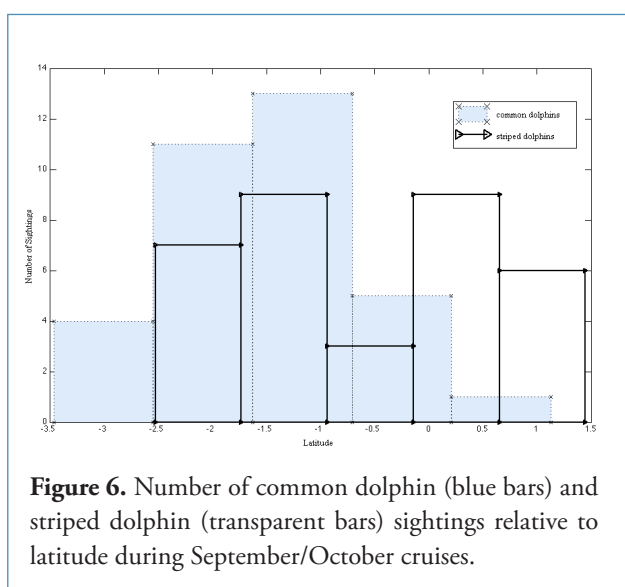 14
12
10
8
6
4
2
0
Number of Sightings
-3.5 -3 -2.5 -2 -1.5 -1 -0.5 0 0.5 1 1.5
Latitude
common dolphins
striped dolphins
Figure 6. Number of common dolphin (blue bars) and
striped dolphin (transparent bars) sightings relative to
latitude during September/October cruises.